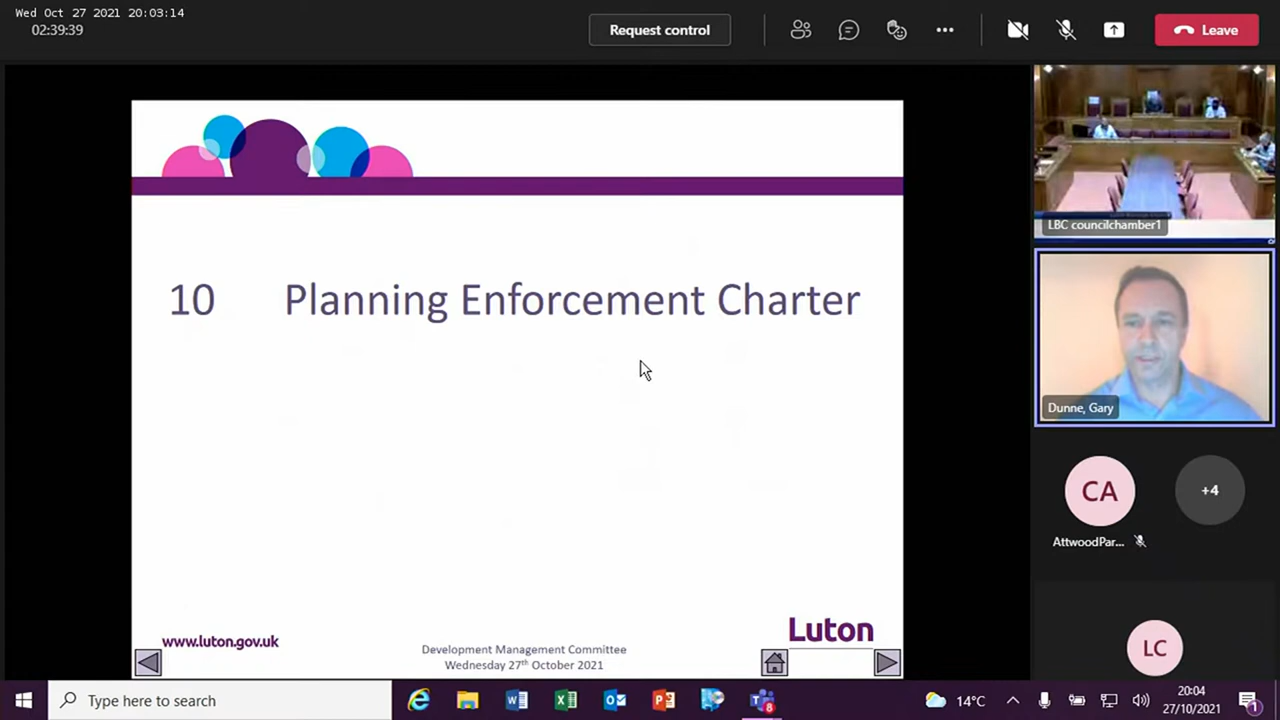 Wed Oct 27 2021 20:03:14
02:39:39
Request control
Leave
10 Planning Enforcement Charter
www.luton.gov.uk
Development Management Committee
Wednesday 27th October 2021
Luton
LBC councilchamber1
Dunne, Gary
CA
+4
AttwoodPar...
LC
Type here to search
14°C
20:04
27/10/2021
8
1